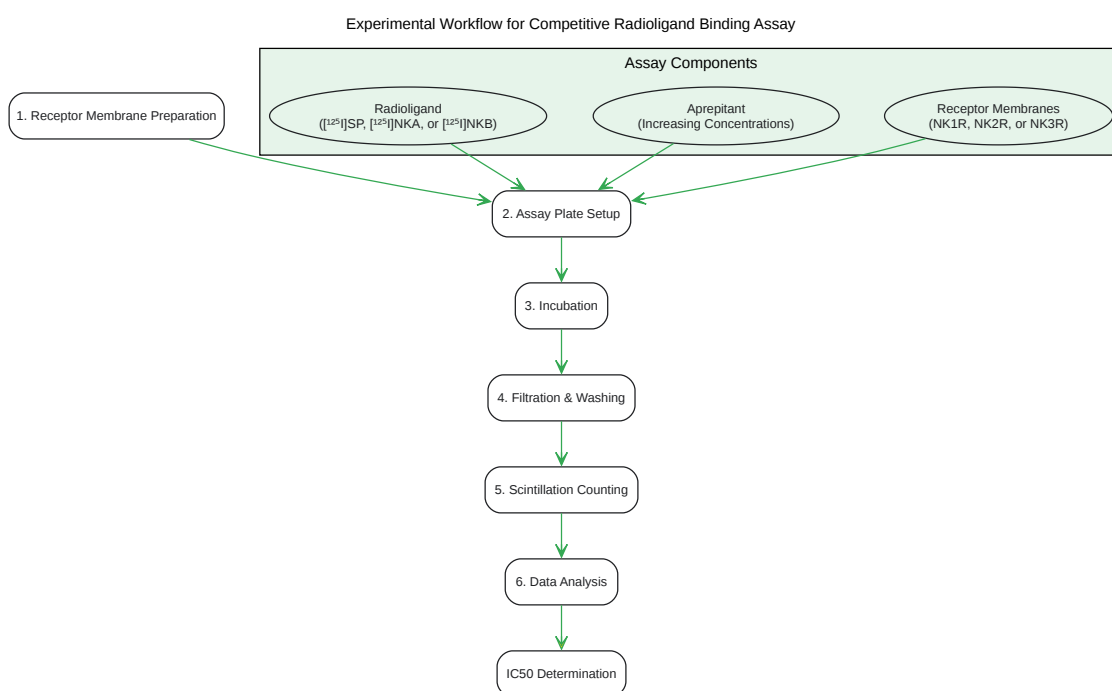 Experimental Workflow for Competitive Radioligand Binding Assay
Assay Components
1. Receptor Membrane Preparation
Radioligand
([¹²⁵I]SP, [¹²⁵I]NKA, or [¹²⁵I]NKB)
Aprepitant
(Increasing Concentrations)
Receptor Membranes
(NK1R, NK2R, or NK3R)
2. Assay Plate Setup
3. Incubation
4. Filtration & Washing
5. Scintillation Counting
6. Data Analysis
IC50 Determination